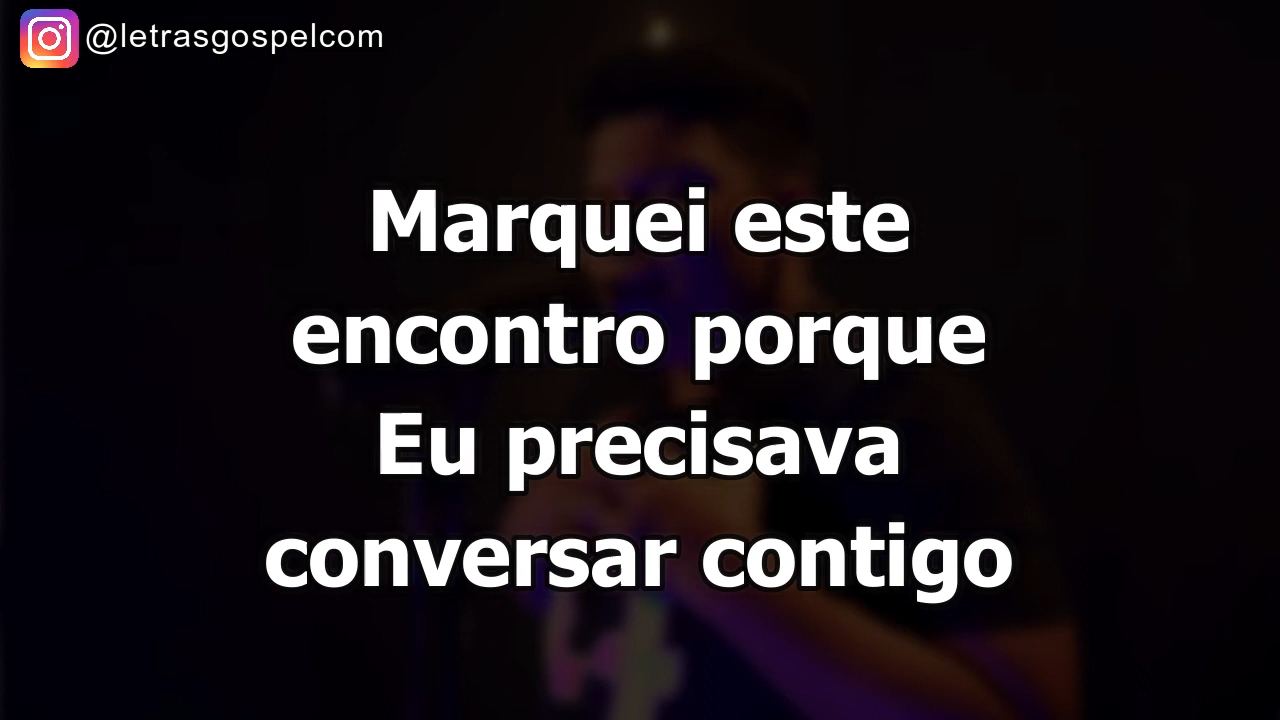 @letrasgospelcom
Marquei este
encontro porque
Eu precisava
conversar contigo